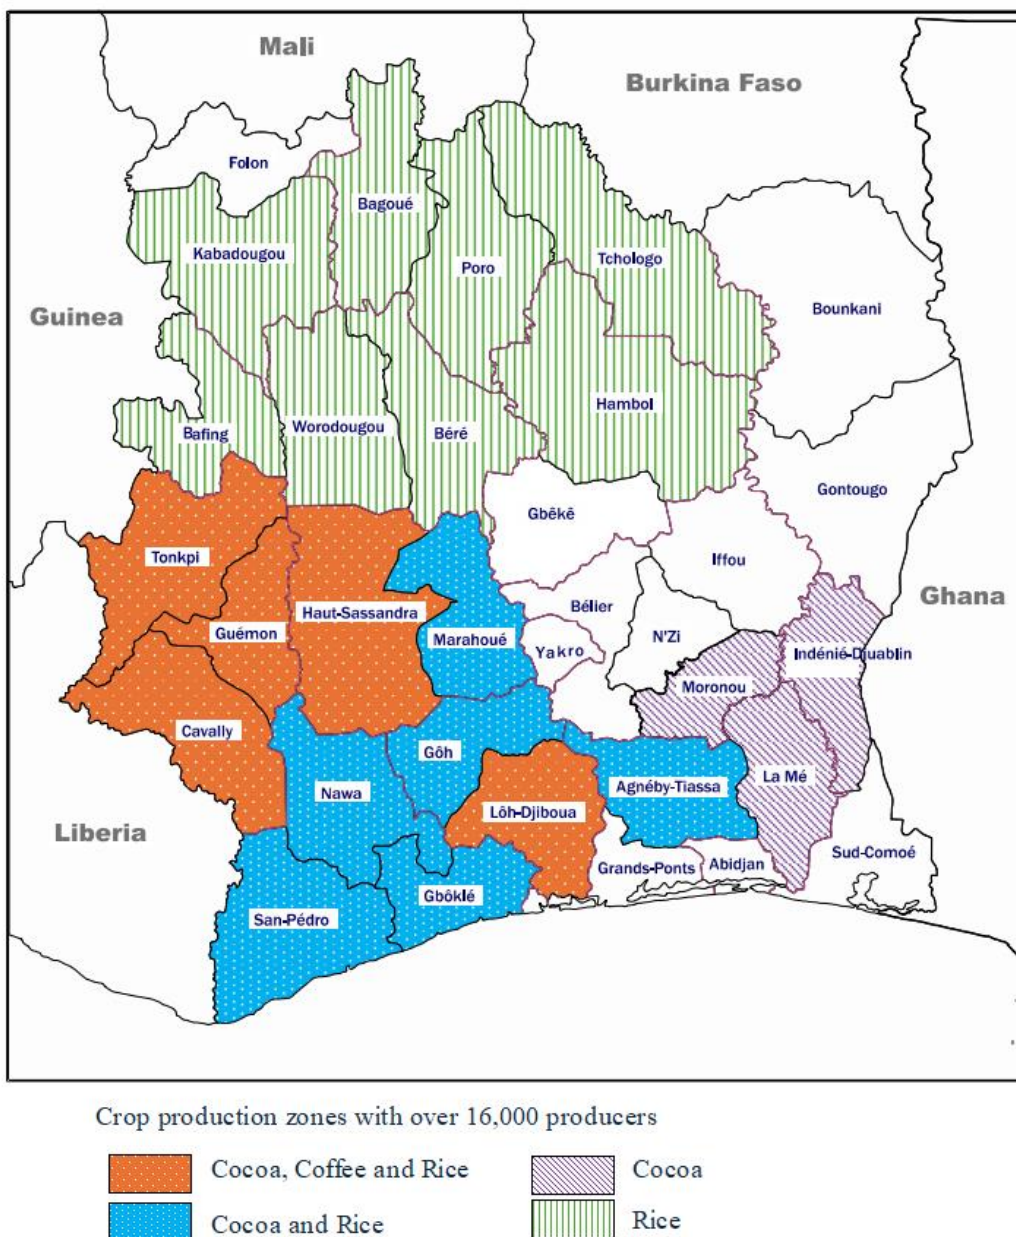 Mali
Burkina Faso
Folon
Bagoué
Kabadougou
Poro
Tchologo
Bounkani
Guinea
Hambol
Worodougou
Béré
Bafing
Gontougo
Gbêkê
Tonkpi
Iffou
Ghana
Bélier
Haut-Sassandra
Guémon
Marahoué
N'Zi
Yakro
Indénié-Djuablin
Moronou
Cavally
Gôh
La Mé
Agnéby-Tiassa
Nawa
Lôh-Djiboua
Liberia
Sud-Comoé
Grands-Ponts
Abidjan
Gbôklé
San-Pédro
Crop production zones with over 16,000 producers
Cocoa, Coffee and Rice
Cocoa
Cocoa and Rice
Rice